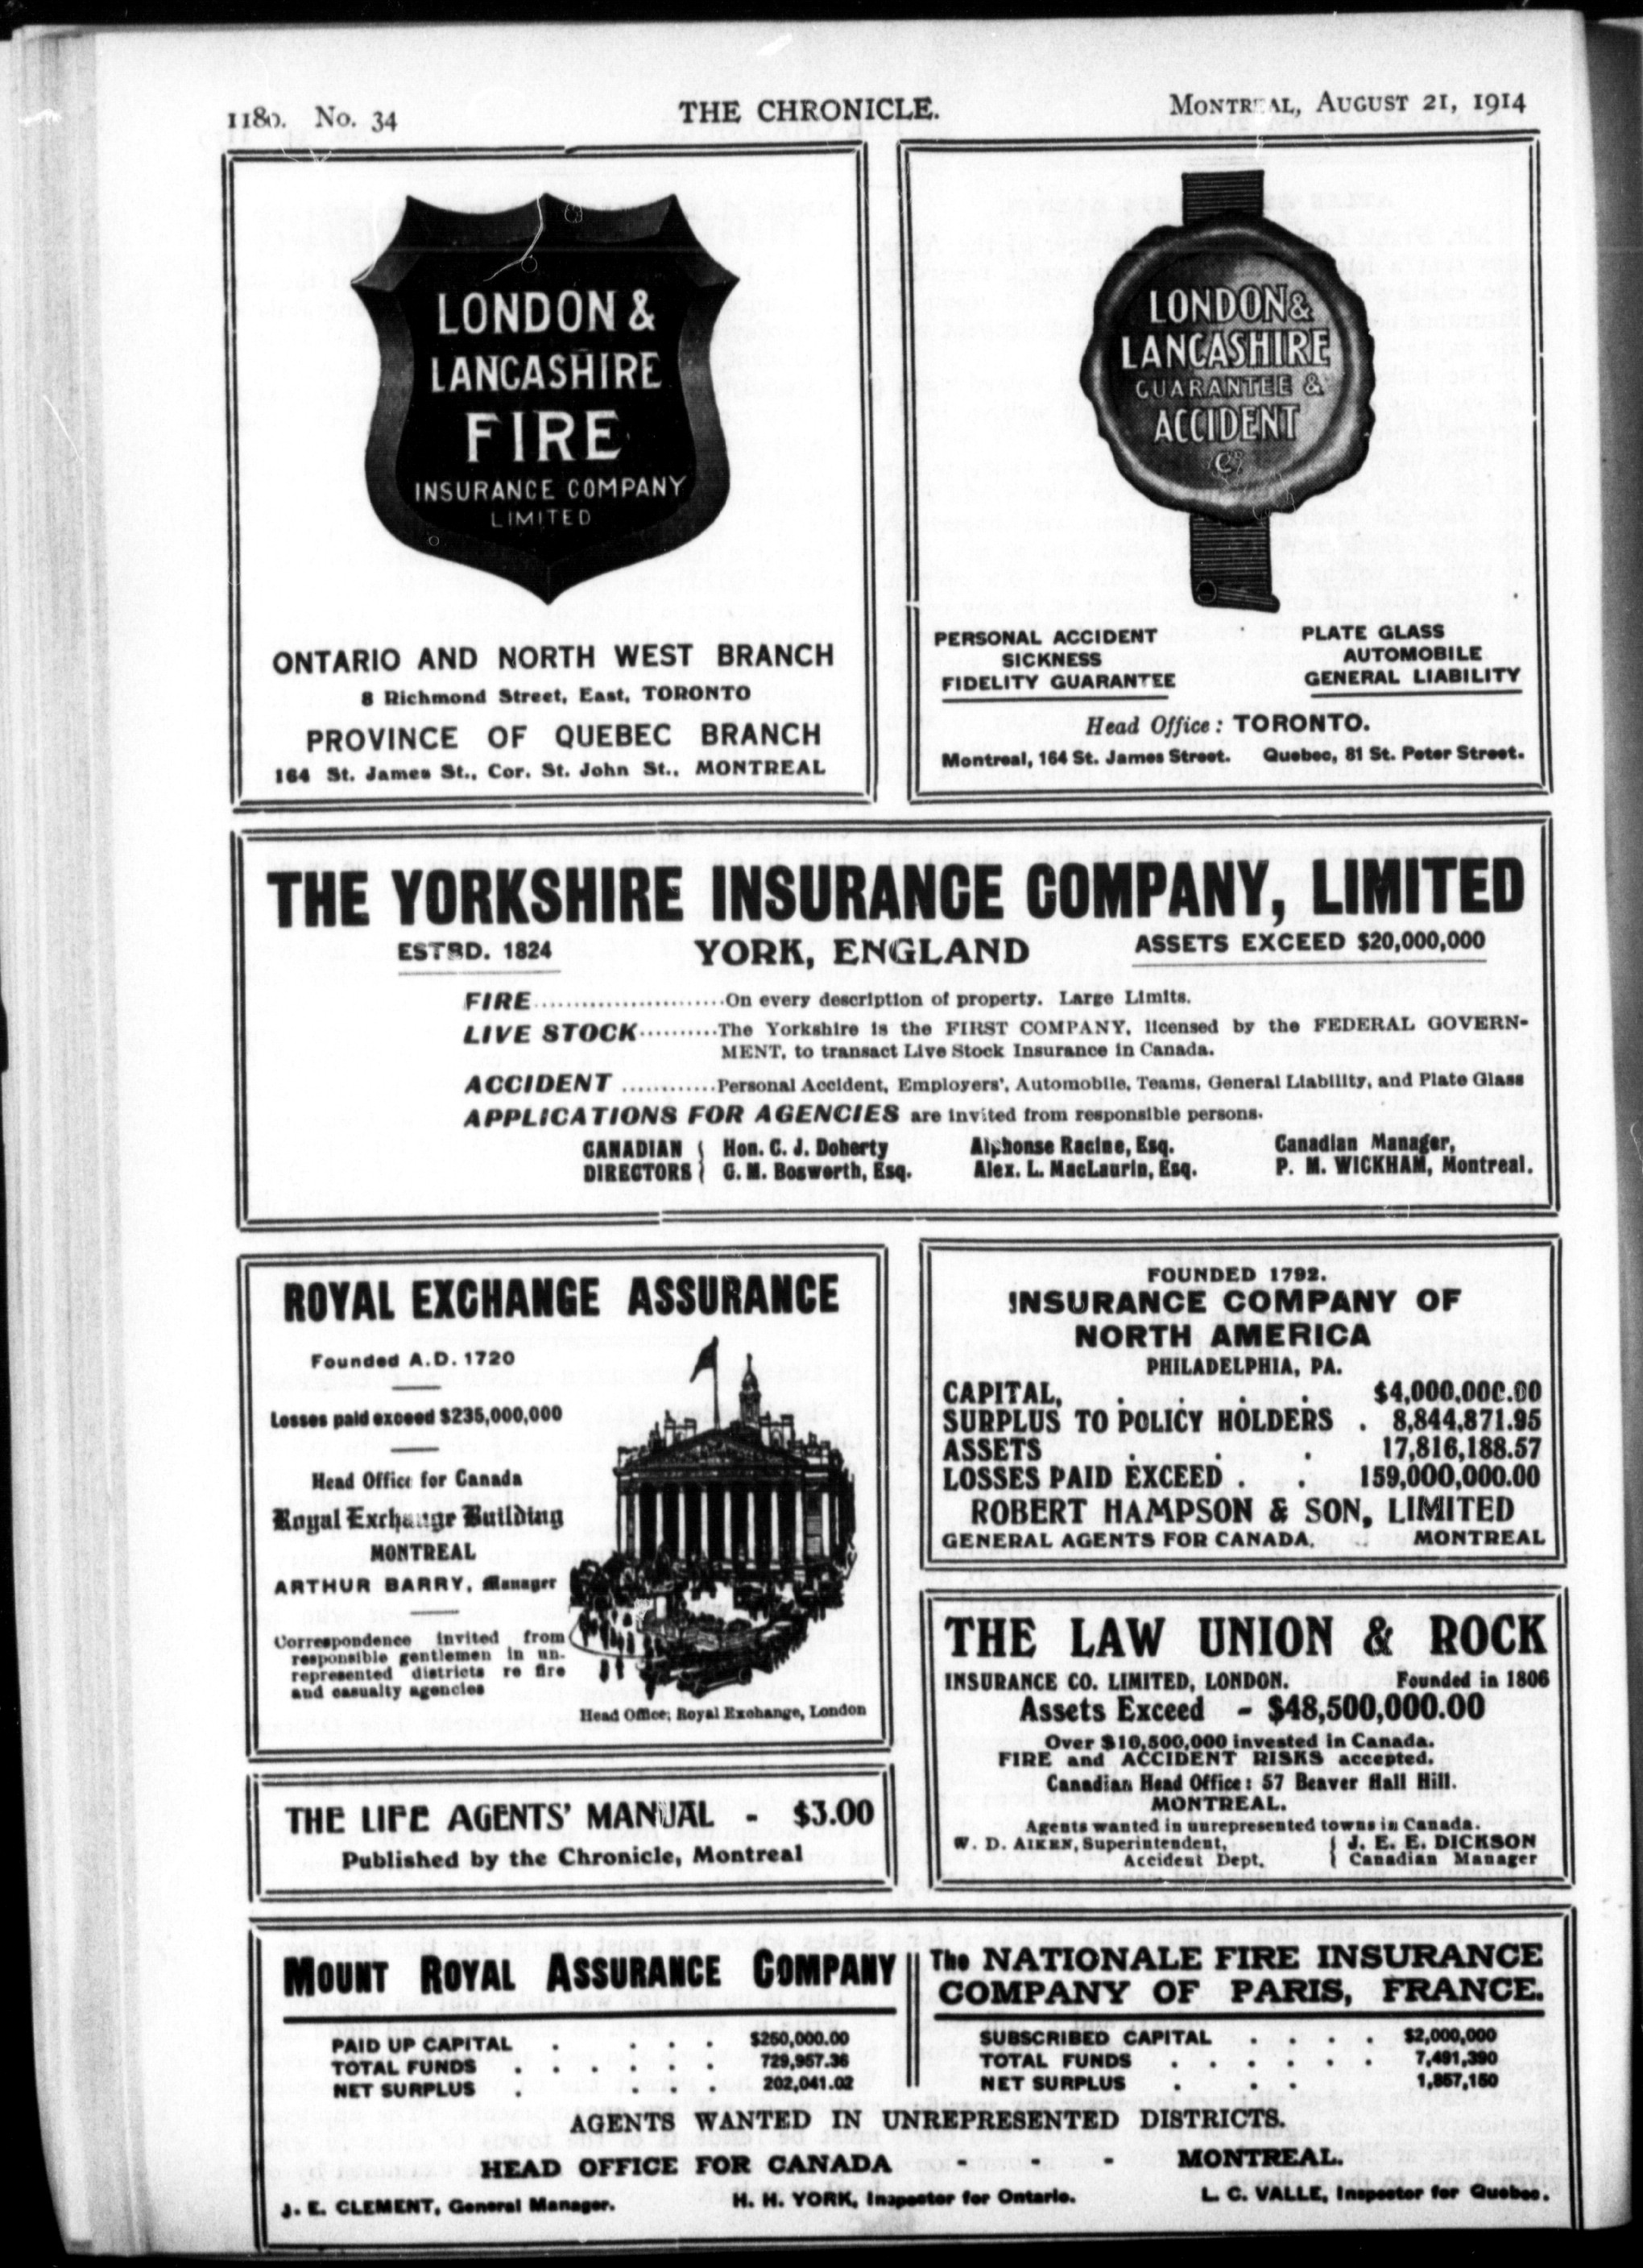 1180. No. 34
THE CHRONICLE.
MONTREAL, AUGUST 21, 1914
LONDON &
LANCASHIRE
FIRE
INSURANCE COMPANY
LIMITED
ONTARIO AND NORTH WEST BRANCH
8 Richmond Street, East, TORONTO
PROVINCE OF QUEBEC BRANCH
164 St. James St., Cor. St. John St., MONTREAL
LONDON &
LANCASHIRE
GUARANTEE &
ACCIDENT
Co
PERSONAL ACCIDENT
SICKNESS
FIDELITY GUARANTEE
PLATE GLASS
AUTOMOBILE
GENERAL LIABILITY
Head Office: TORONTO.
Montreal, 164 St. James Street. Quebec, 81 St. Peter Street.
THE YORKSHIRE INSURANCE COMPANY, LIMITED
ESTBD. 1824 YORK, ENGLAND ASSETS EXCEED $20,000,000
FIRE.......................On every description of property. Large Limits.
LIVE STOCK..........The Yorkshire is the FIRST COMPANY, licensed by the FEDERAL GOVERN-
MENT, to transact Live Stock Insurance in Canada.
ACCIDENT ............Personal Accident, Employers', Automobile, Teams, General Liability, and Plate Glass
APPLICATIONS FOR AGENCIES are invited from responsible persons.
CANADIAN { Hon. C. J. Doherty Alphonse Racine, Esq. Canadian Manager,
DIRECTORS { G. M. Bosworth, Esq. Alex. L. MacLaurin, Esq. P. M. WICKHAM, Montreal.
ROYAL EXCHANGE ASSURANCE
Founded A.D. 1720
Losses paid exceed $235,000,000
Head Office for Canada
Royal Exchange Building
MONTREAL
ARTHUR BARRY, Manager
Correspondence invited from
responsible gentlemen in un-
represented districts re fire
and casualty agencies
Head Office: Royal Exchange, London
FOUNDED 1792.
INSURANCE COMPANY OF
NORTH AMERICA
PHILADELPHIA, PA.
CAPITAL, . . . . $4,000,000.00
SURPLUS TO POLICY HOLDERS . 8,844,871.95
ASSETS . . . 17,816,188.57
LOSSES PAID EXCEED . . 159,000,000.00
ROBERT HAMPSON & SON, LIMITED
GENERAL AGENTS FOR CANADA. .. MONTREAL
THE LAW UNION & ROCK
INSURANCE CO. LIMITED, LONDON. Founded in 1806
Assets Exceed - $48,500,000.00
Over $10,500,000 invested in Canada.
FIRE and ACCIDENT RISKS accepted.
Canadian Head Office: 57 Beaver Hall Hill.
MONTREAL.
Agents wanted in unrepresented towns in Canada.
W. D. AIKEN, Superintendent, { J. E. E. DICKSON
Accident Dept. { Canadian Manager
THE LIFE AGENTS' MANUAL - $3.00
Published by the Chronicle, Montreal
MOUNT ROYAL ASSURANCE COMPANY
PAID UP CAPITAL . . . . $250,000.00
TOTAL FUNDS . . . . . 729,957.36
NET SURPLUS . . . . 202,041.02
The NATIONALE FIRE INSURANCE
COMPANY OF PARIS, FRANCE.
SUBSCRIBED CAPITAL . . . . $2,000,000
TOTAL FUNDS . . . . . . 7,491,390
NET SURPLUS . . . 1,857,150
AGENTS WANTED IN UNREPRESENTED DISTRICTS.
HEAD OFFICE FOR CANADA - - - MONTREAL.
J. E. CLEMENT, General Manager. H. H. YORK, Inspector for Ontario. L. C. VALLE, Inspector for Quebec.